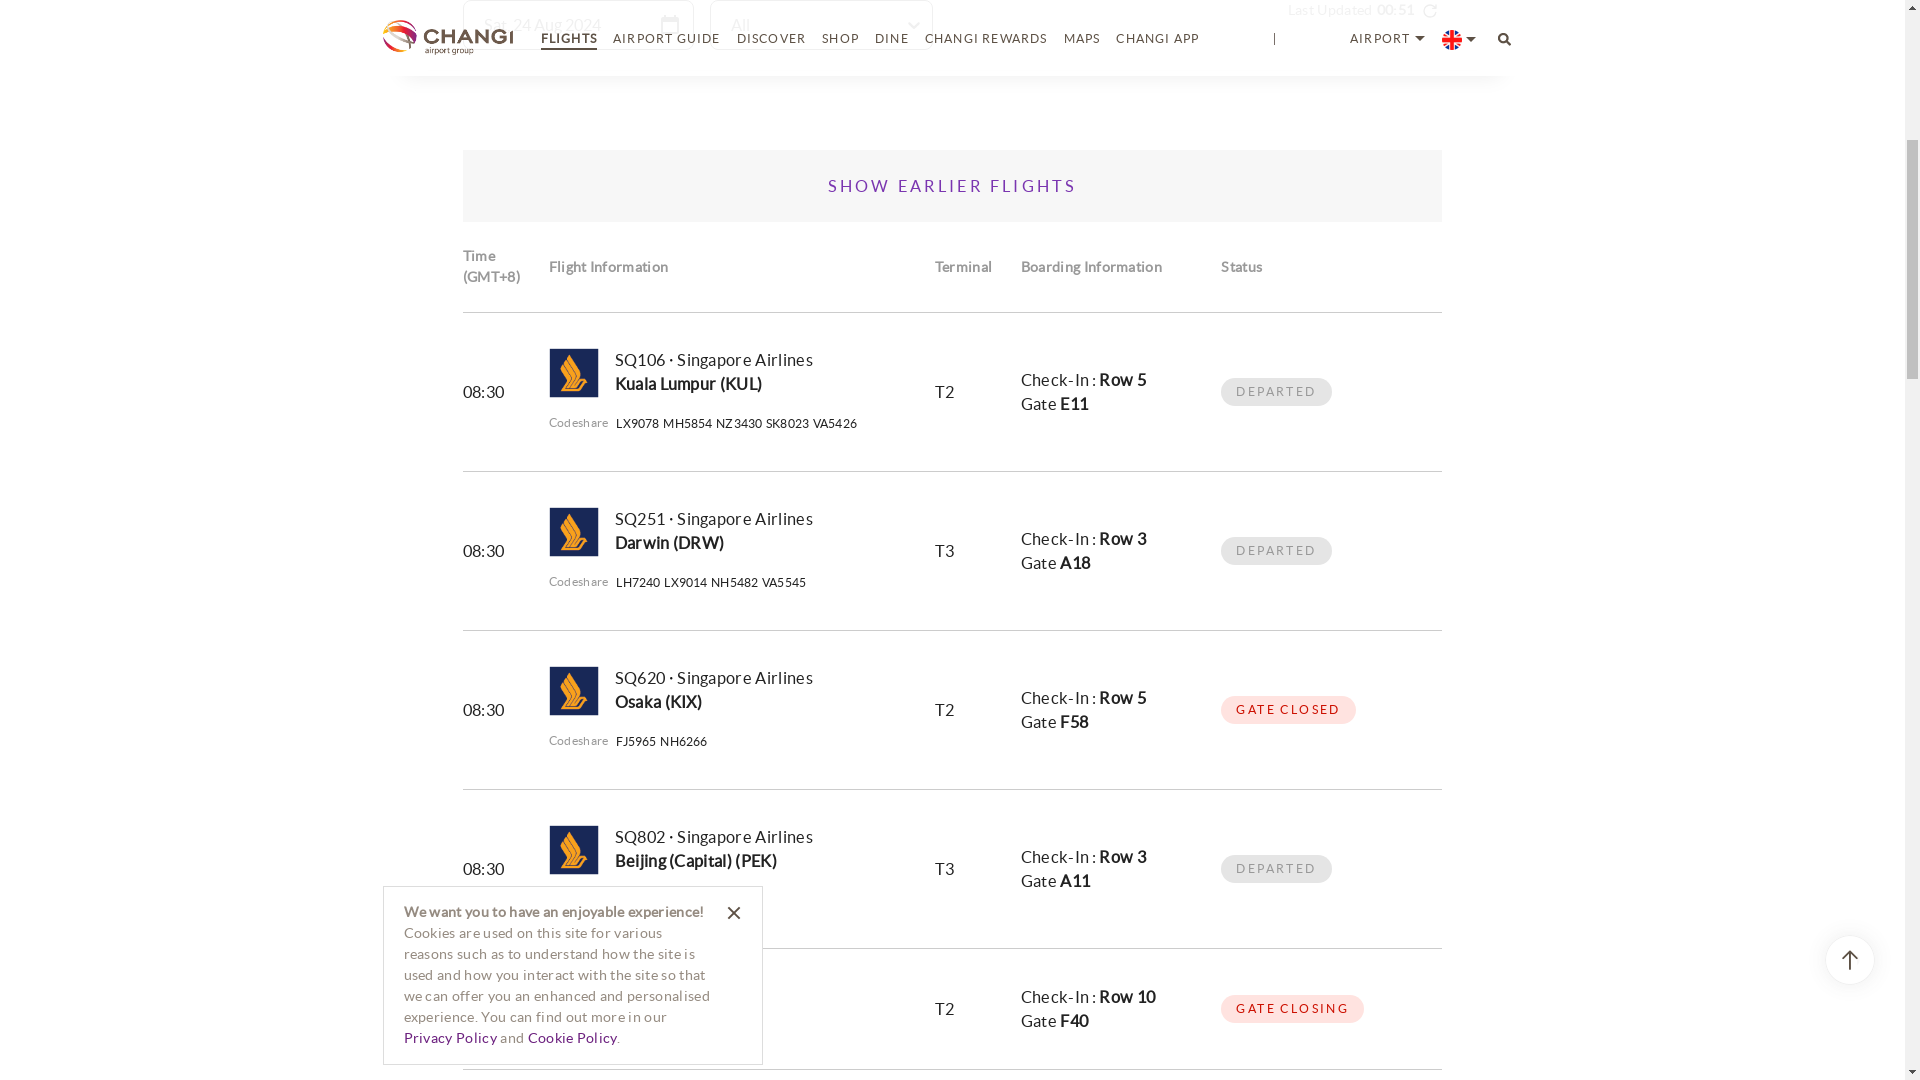 Sat, 24 Aug 2024
All
Last Updated 00:51
CHANGI
airport group
FLIGHTS
AIRPORT GUIDE
DISCOVER
SHOP
DINE
CHANGI REWARDS
MAPS
CHANGI APP
|
AIRPORT
SHOW EARLIER FLIGHTS
Time
(GMT+8)
Flight Information
Terminal
Boarding Information
Status
08:30
SQ106 · Singapore Airlines
Kuala Lumpur (KUL)
Codeshare LX9078 MH5854 NZ3430 SK8023 VA5426
T2
Check-In : Row 5
Gate E11
DEPARTED
08:30
SQ251 · Singapore Airlines
Darwin (DRW)
Codeshare LH7240 LX9014 NH5482 VA5545
T3
Check-In : Row 3
Gate A18
DEPARTED
08:30
SQ620 · Singapore Airlines
Osaka (KIX)
Codeshare FJ5965 NH6266
T2
Check-In : Row 5
Gate F58
GATE CLOSED
08:30
SQ802 · Singapore Airlines
Beijing (Capital) (PEK)
T3
Check-In : Row 3
Gate A11
DEPARTED
T2
Check-In : Row 10
Gate F40
GATE CLOSING
We want you to have an enjoyable experience!
Cookies are used on this site for various
reasons such as to understand how the site is
used and how you interact with the site so that
we can offer you an enhanced and personalised
experience. You can find out more in our
Privacy Policy and Cookie Policy.